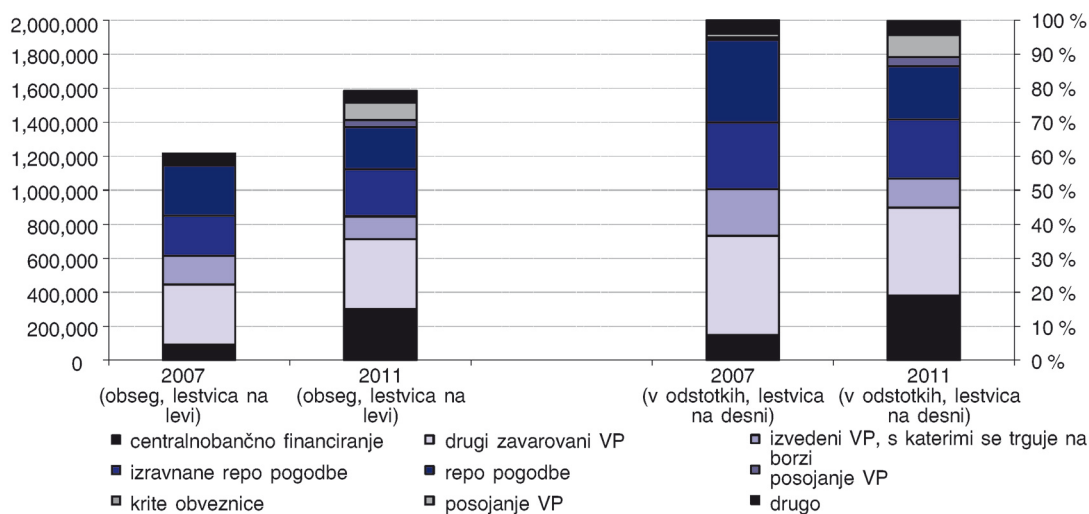 2,000,000
1,800,000
1,600,000
1,400,000
1,200,000
1,000,000
800,000
600,000
400,000
200,000
0
100 %
90 %
80 %
70 %
60 %
50 %
40 %
30 %
20 %
10 %
0 %
2007
(obseg, lestvica na
levi)
2011
(obseg, lestvica na
levi)
2007
(v odstotkih, lestvica
na desni)
2011
(v odstotkih, lestvica
na desni)
centralnobančno financiranje
drugi zavarovani VP
izvedeni VP, s katerimi se trguje na
borzi
izravnane repo pogodbe
repo pogodbe
posojanje VP
krite obveznice
posojanje VP
drugo